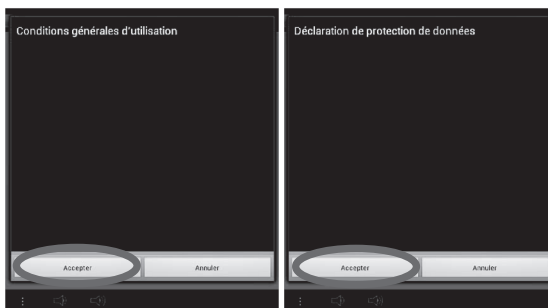 Conditions générales d'utilisation
Accepter Annuler
Déclaration de protection de données
Accepter Annuler